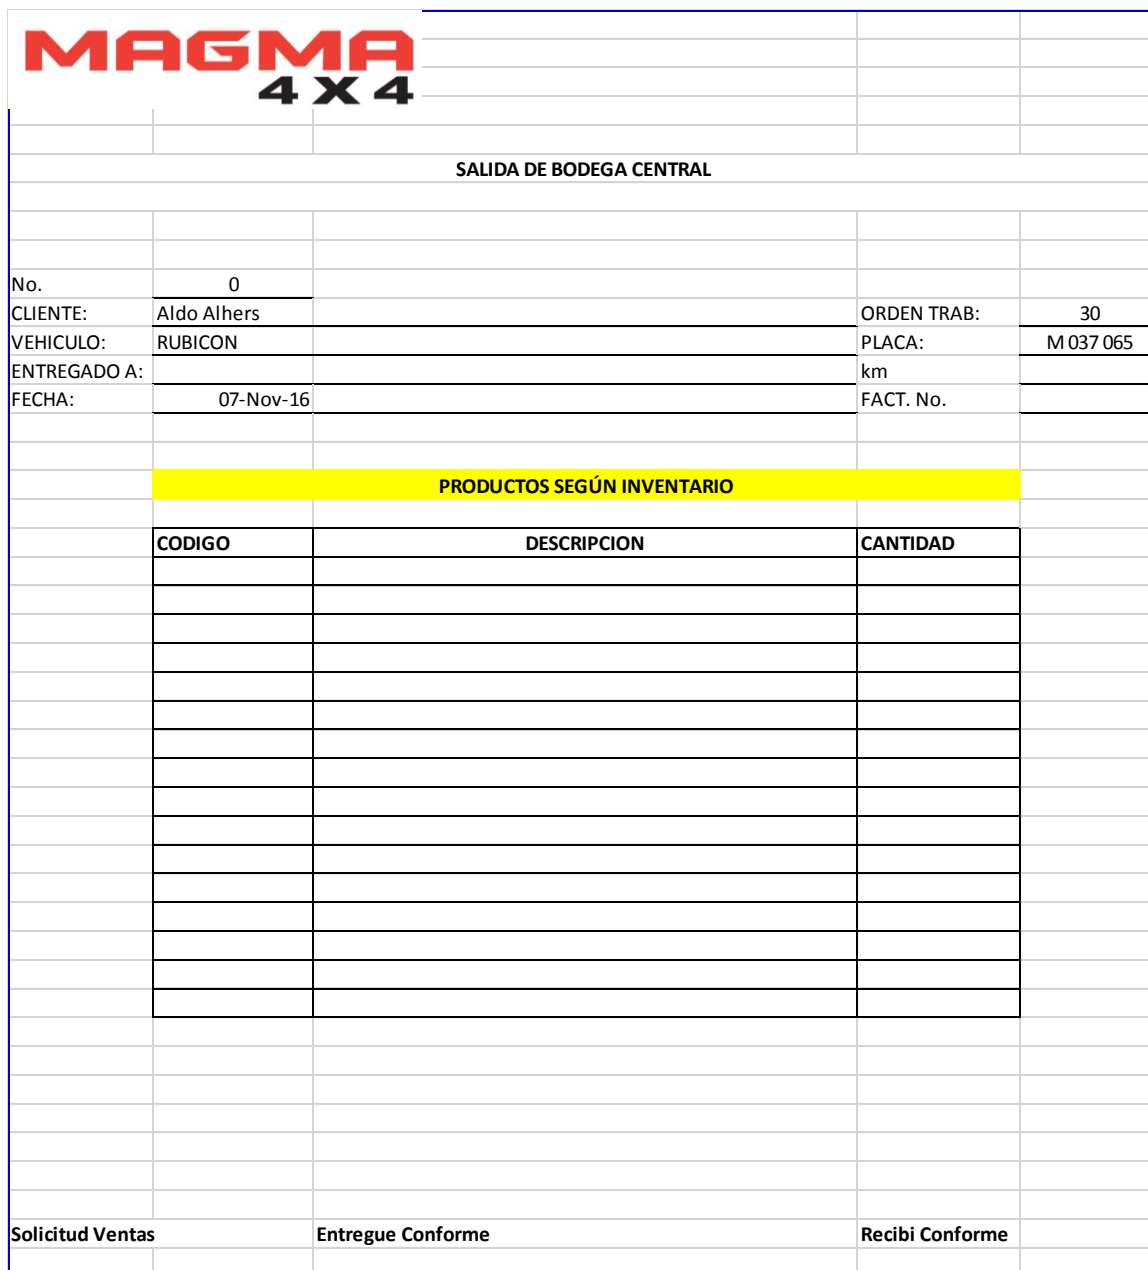 MAGMA
4X4
SALIDA DE BODEGA CENTRAL
No. 0
CLIENTE: Aldo Alhers ORDEN TRAB: 30
VEHICULO: RUBICON PLACA: M 037 065
ENTREGADO A: km
FECHA: 07-Nov-16 FACT. No.
PRODUCTOS SEGÚN INVENTARIO
CODIGO DESCRIPCION CANTIDAD
Solicitud Ventas Entregue Conforme Recibi Conforme